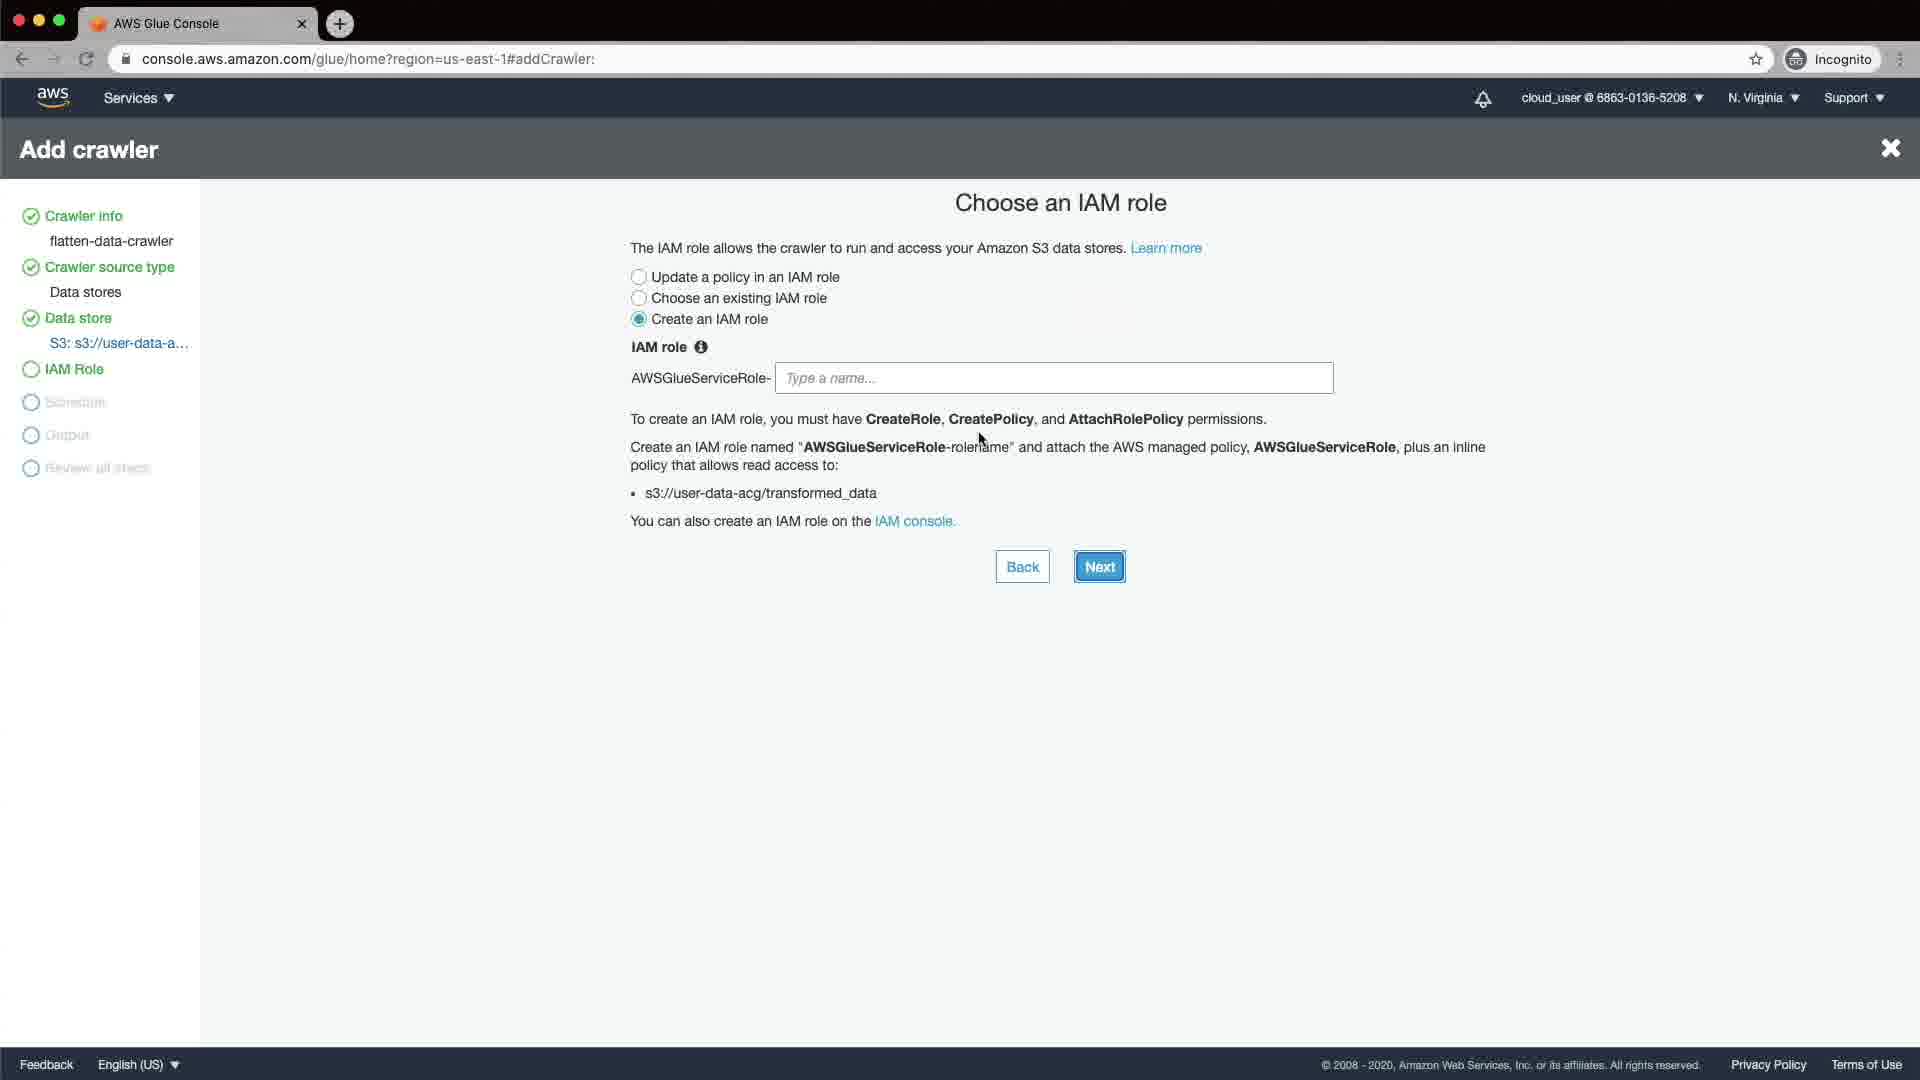 AWS Glue Console
console.aws.amazon.com/glue/home?region=us-east-1#addCrawler:
Incognito
aws
Services
cloud_user @ 6863-0136-5208
N. Virginia
Support
Add crawler
Crawler info
flatten-data-crawler
Crawler source type
Data stores
Data store
S3: s3://user-data-a...
IAM Role
Schedule
Output
Review all steps
Choose an IAM role
The IAM role allows the crawler to run and access your Amazon S3 data stores. Learn more
Update a policy in an IAM role
Choose an existing IAM role
Create an IAM role
IAM role
AWSGlueServiceRole- Type a name...
To create an IAM role, you must have CreateRole, CreatePolicy, and AttachRolePolicy permissions.
Create an IAM role named "AWSGlueServiceRole-rolename" and attach the AWS managed policy, AWSGlueServiceRole, plus an inline
policy that allows read access to:
• s3://user-data-acg/transformed_data
You can also create an IAM role on the IAM console.
Back
Next
Feedback
English (US)
© 2008 - 2020, Amazon Web Services, Inc. or its affiliates. All rights reserved.
Privacy Policy
Terms of Use